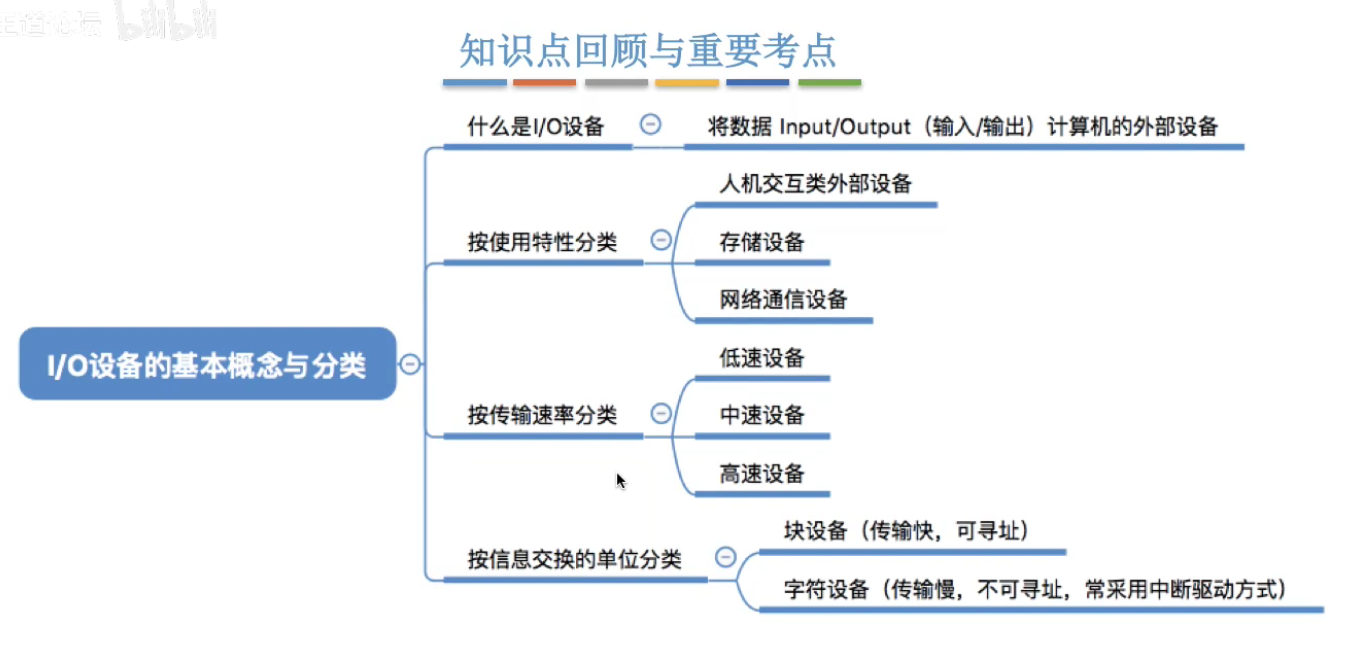 bilibili
知识点回顾与重要考点
什么是I/O设备
将数据 Input/Output（输入/输出）计算机的外部设备
按使用特性分类
人机交互类外部设备
存储设备
网络通信设备
I/O设备的基本概念与分类
按传输速率分类
低速设备
中速设备
高速设备
按信息交换的单位分类
块设备（传输快，可寻址）
字符设备（传输慢，不可寻址，常采用中断驱动方式）